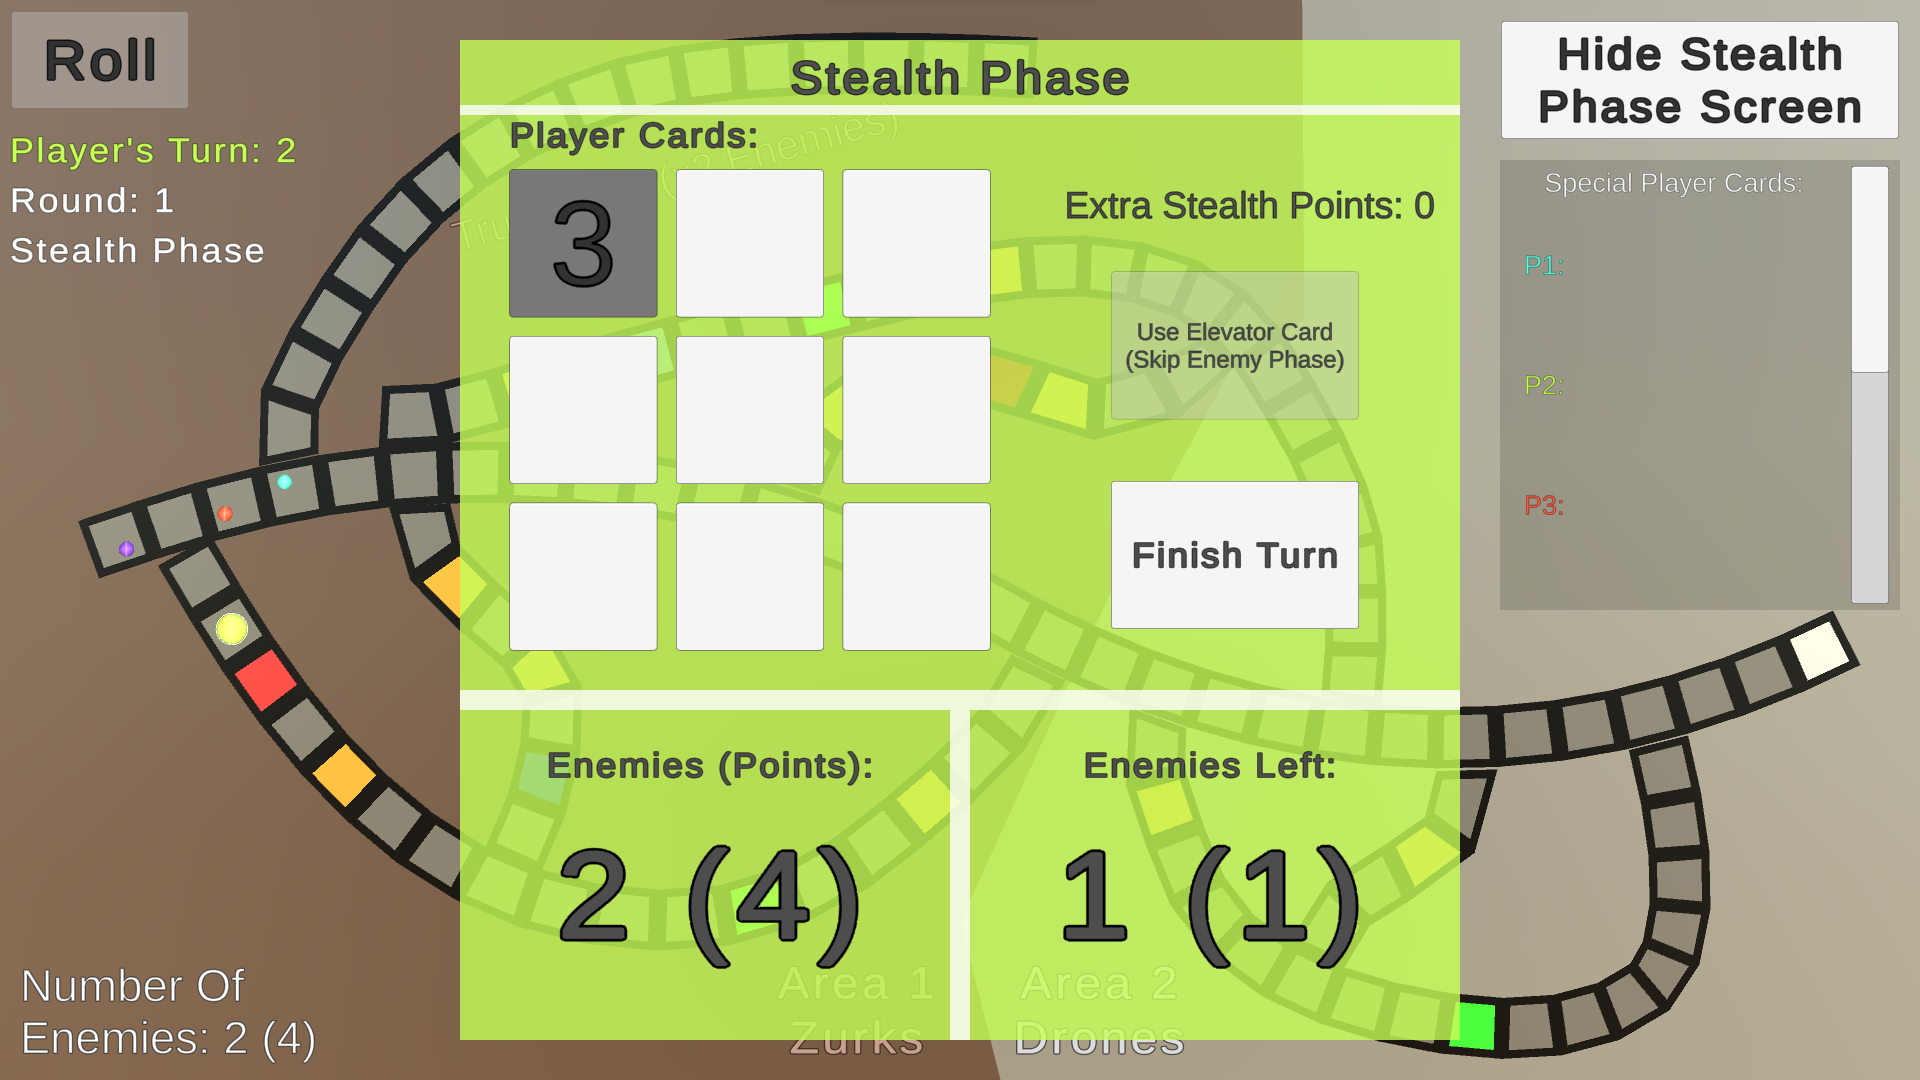 Roll
Player's Turn: 2
Round: 1
Stealth Phase
Stealth Phase
Player Cards:
3
Extra Stealth Points: 0
Use Elevator Card
(Skip Enemy Phase)
Finish Turn
Enemies (Points):
2 (4)
Enemies Left:
1 (1)
Hide Stealth
Phase Screen
Special Player Cards:
P1:
P2:
P3:
Number Of
Enemies: 2 (4)
Area 1
Zurks
Area 2
Drones
Enemies)